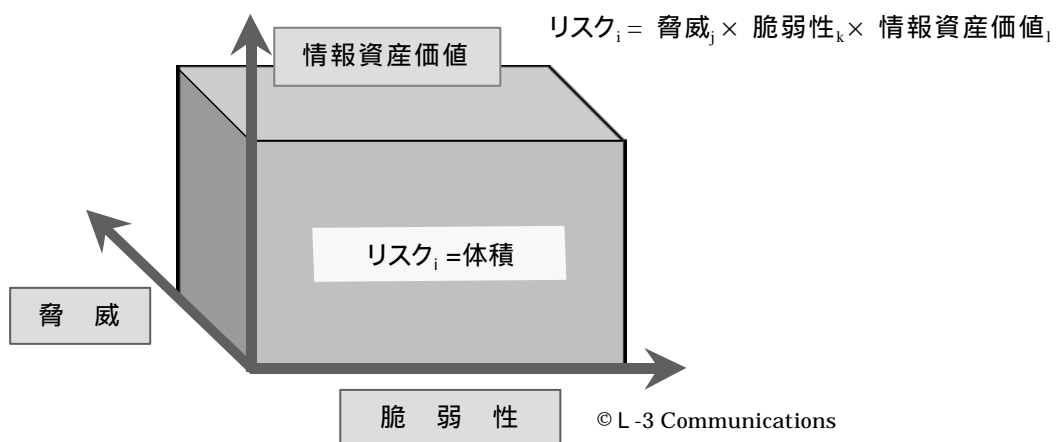 リスクi = 脅威j × 脆弱性k × 情報資産価値l
情報資産価値
リスクi =体積
脅 威
脆 弱 性
© L -3 Communications